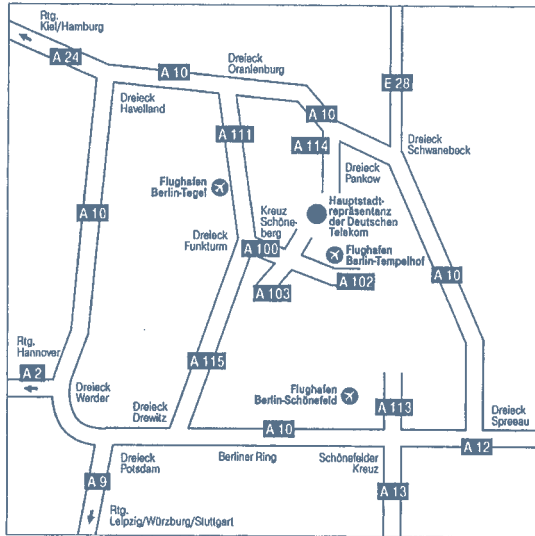 Rtg.
Kiel/Hamburg
A 24
A 10
Dreieck
Oranienburg
E 28
Dreieck
Havelland
A 10
A 111
A 114
Dreieck
Schwanebeck
Dreieck
Pankow
Flughafen
Berlin-Tegel
Hauptstadt-
repräsentanz
der Deutschen
Telekom
Kreuz
Schöne-
berg
A 10
Dreieck
Funkturm
A 100
Flughafen
Berlin-Tempelhof
A 10
A 103
A 102
Rtg.
Hannover
A 2
A 115
Dreieck
Werder
Dreieck
Drewitz
Flughafen
Berlin-Schönefeld
A 113
Dreieck
Spreeau
A 10
A 12
Dreieck
Potsdam
Berliner Ring
Schönefelder
Kreuz
A 9
A 13
Rtg.
Leipzig/Würzburg/Stuttgart